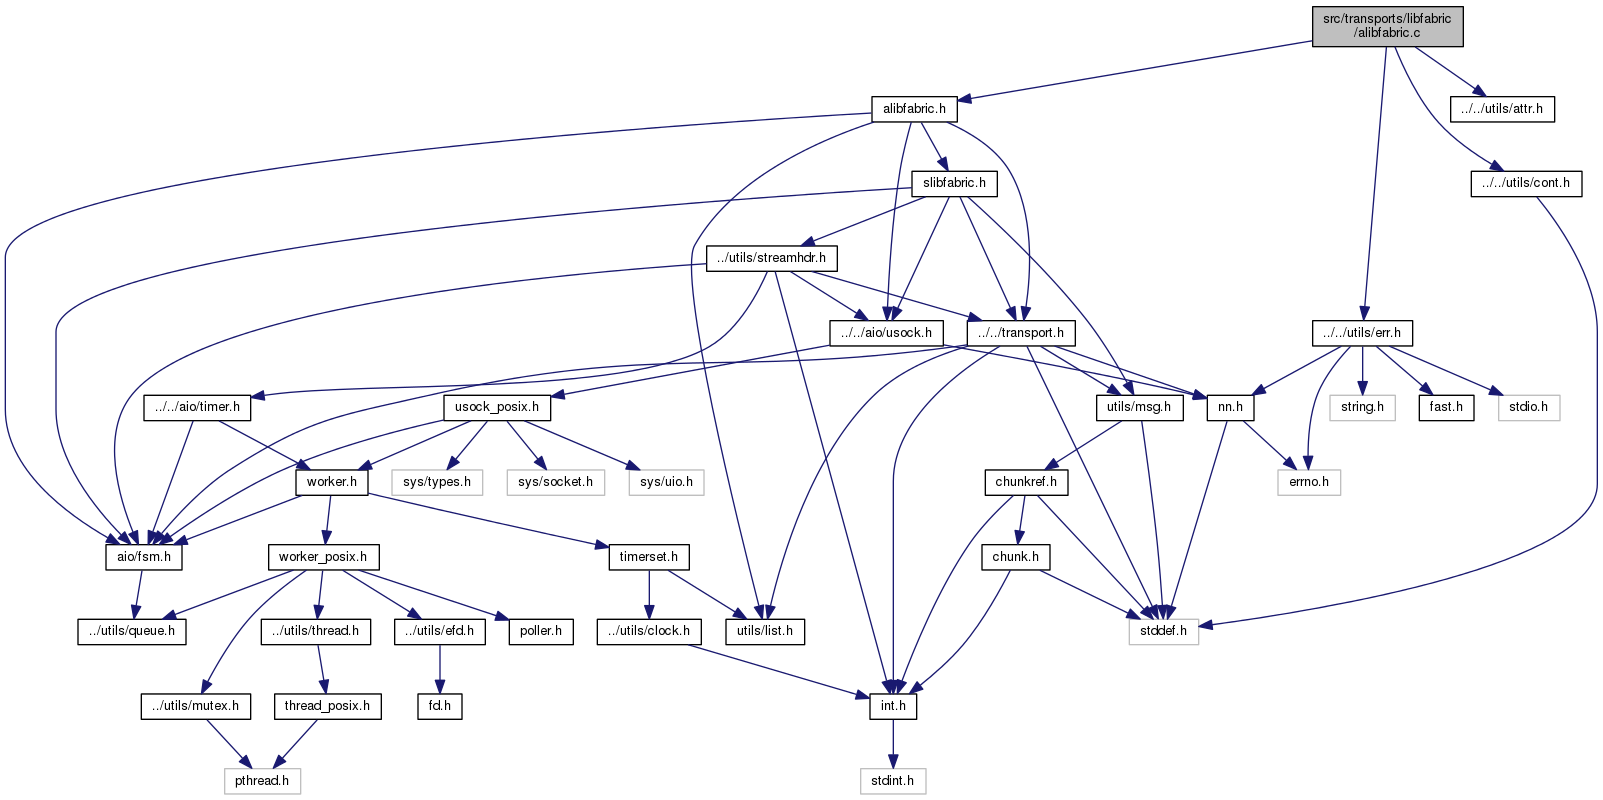 src/transports/libfabric
/alibfabric.c
alibfabric.h
../../utils/attr.h
slibfabric.h
../../utils/cont.h
../utils/streamhdr.h
../../aio/usock.h
../../transport.h
../../utils/err.h
../../aio/timer.h
usock_posix.h
utils/msg.h
nn.h
string.h
fast.h
stdio.h
worker.h
sys/types.h
sys/socket.h
sys/uio.h
chunkref.h
errno.h
aio/fsm.h
worker_posix.h
timerset.h
chunk.h
../utils/queue.h
../utils/thread.h
../utils/efd.h
poller.h
../utils/clock.h
utils/list.h
stddef.h
../utils/mutex.h
thread_posix.h
fd.h
int.h
pthread.h
stdint.h